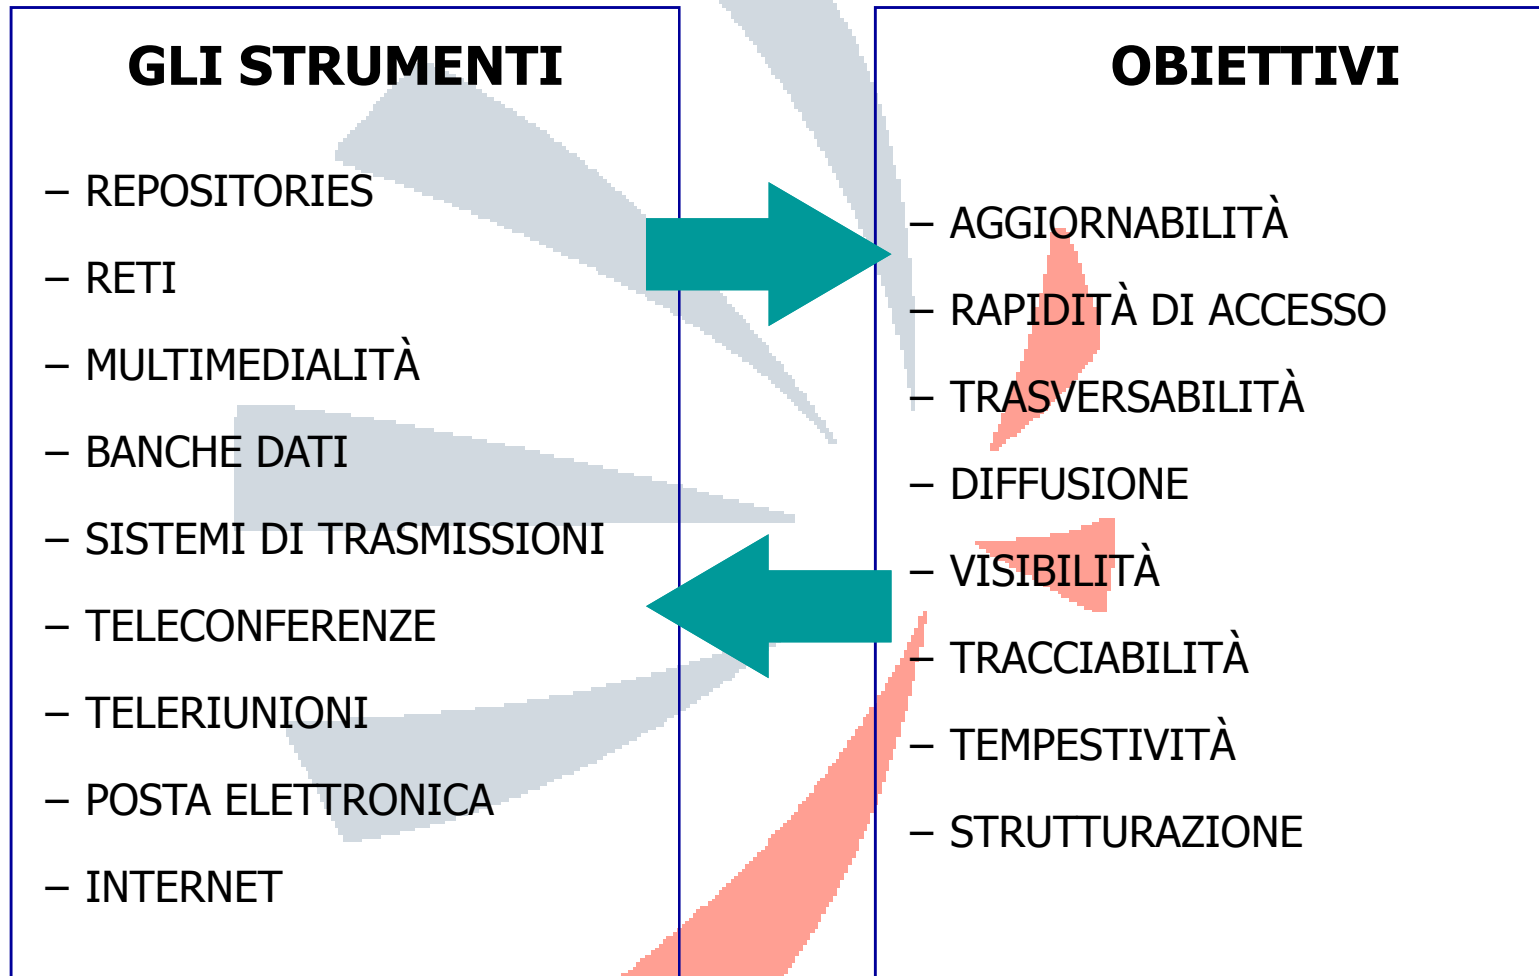 GLI STRUMENTI
– REPOSITORIES
– RETI
– MULTIMEDIALITÀ
– BANCHE DATI
– SISTEMI DI TRASMISSIONI
– TELECONFERENZE
– TELERIUNIONI
– POSTA ELETTRONICA
– INTERNET
OBIETTIVI
– AGGIORNABILITÀ
– RAPIDITÀ DI ACCESSO
– TRASVERSABILITÀ
– DIFFUSIONE
– VISIBILITÀ
– TRACCIABILITÀ
– TEMPESTIVITÀ
– STRUTTURAZIONE